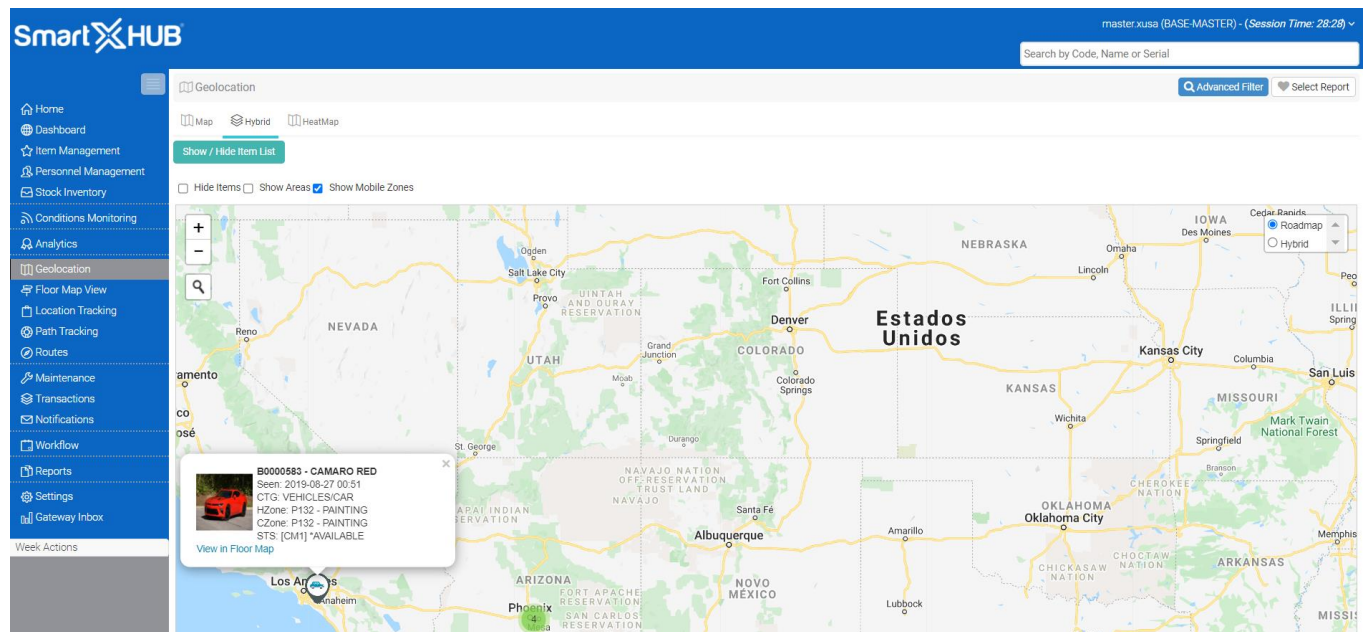 SmartXHUB
master.xusa (BASE-MASTER) - (Session Time: 28:28)
Search by Code, Name or Serial
Home
Dashboard
Item Management
Personnel Management
Stock Inventory
Conditions Monitoring
Analytics
Geolocation
Floor Map View
Location Tracking
Path Tracking
Routes
Maintenance
Transactions
Notifications
Workflow
Reports
Settings
Gateway Inbox
Week Actions
Geolocation
Advanced Filter
Select Report
Map
Hybrid
HeatMap
Show / Hide Item List
Hide Items
Show Areas
Show Mobile Zones
+
−
Roadmap
Hybrid
IOWA
Cedar Rapids
Des Moines
NEBRASKA
Omaha
Ogden
Salt Lake City
Lincoln
Fort Collins
Peo
Provo
UINTAH
AND OURAY
RESERVATION
ILLI
Spring
Denver
Estados
Unidos
Reno
NEVADA
Grand
Junction
COLORADO
Kansas City
UTAH
Columbia
amento
Moab
Colorado
Springs
San Luis
KANSAS
MISSOURI
co
Wichita
Mark Twain
National Forest
osé
St. George
Durango
Springfield
B0000583 - CAMARO RED
Seen: 2019-08-27 00:51
CTG: VEHICLES/CAR
HZone: P132 - PAINTING
CZone: P132 - PAINTING
STS: [CM1] *AVAILABLE
View in Floor Map
NAVAJO NATION
OFF-RESERVATION
TRUST LAND
NAVAJO
Branson
CHEROKEE
NATION
APAI INDIAN
ERVATION
Santa Fé
OKLAHOMA
Oklahoma City
Albuquerque
Amarillo
Memphis
CHOCTAW
NATION
CHICKASAW
NATION
ARKANSAS
Los An es
Anaheim
ARIZONA
FORT APACHE
RESERVATION
NOVO
MÉXICO
Lubbock
Phoenix
4
Mesa
SAN CARLOS
RESERVATION
MISSI